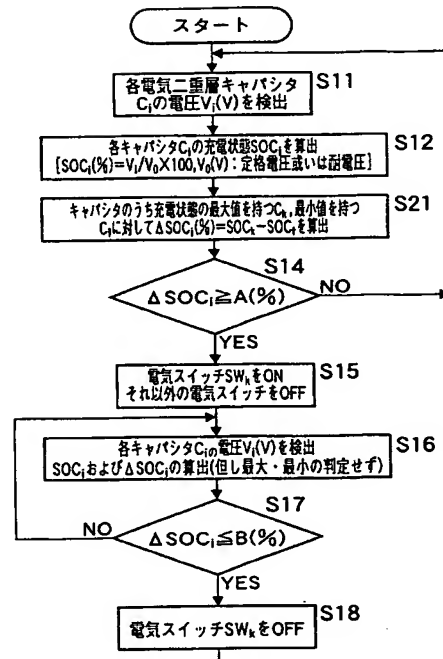 スタート
各電気二重層キャパシタ
Ciの電圧Vi(V)を検出
S11
各キャパシタCiの充電状態SOCiを算出
[SOCi(%)=Vi/V0×100,V0(V):定格電圧或いは耐電圧]
S12
キャパシタのうち充電状態の最大値を持つCk,最小値を持つ
Crに対してΔSOCi(%)=SOCk−SOCrを算出
S21
S14
ΔSOCi≧A(%)
NO
YES
電気スイッチSWkをON
それ以外の電気スイッチをOFF
S15
各キャパシタCiの電圧Vi(V)を検出
SOCiおよびΔSOCiの算出(但し最大・最小の判定せず)
S16
S17
NO
ΔSOCi≦B(%)
YES
電気スイッチSWkをOFF
S18